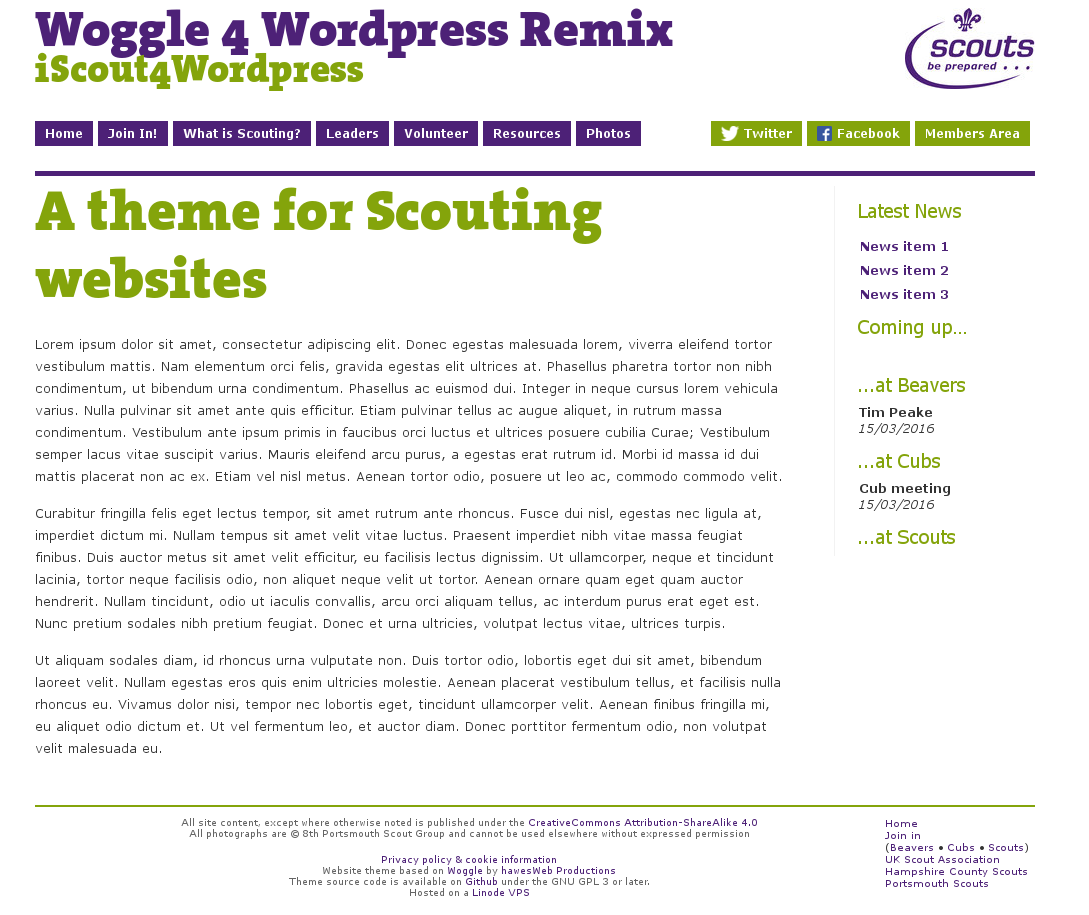 Woggle 4 Wordpress Remix
iScout4Wordpress
scouts
be prepared . . .
Home Join In! What is Scouting? Leaders Volunteer Resources Photos Twitter Facebook Members Area
A theme for Scouting
websites
Lorem ipsum dolor sit amet, consectetur adipiscing elit. Donec egestas malesuada lorem, viverra eleifend tortor
vestibulum mattis. Nam elementum orci felis, gravida egestas elit ultrices at. Phasellus pharetra tortor non nibh
condimentum, ut bibendum urna condimentum. Phasellus ac euismod dui. Integer in neque cursus lorem vehicula
varius. Nulla pulvinar sit amet ante quis efficitur. Etiam pulvinar tellus ac augue aliquet, in rutrum massa
condimentum. Vestibulum ante ipsum primis in faucibus orci luctus et ultrices posuere cubilia Curae; Vestibulum
semper lacus vitae suscipit varius. Mauris eleifend arcu purus, a egestas erat rutrum id. Morbi id massa id dui
mattis placerat non ac ex. Etiam vel nisl metus. Aenean tortor odio, posuere ut leo ac, commodo commodo velit.
Curabitur fringilla felis eget lectus tempor, sit amet rutrum ante rhoncus. Fusce dui nisl, egestas nec ligula at,
imperdiet dictum mi. Nullam tempus sit amet velit vitae luctus. Praesent imperdiet nibh vitae massa feugiat
finibus. Duis auctor metus sit amet velit efficitur, eu facilisis lectus dignissim. Ut ullamcorper, neque et tincidunt
lacinia, tortor neque facilisis odio, non aliquet neque velit ut tortor. Aenean ornare quam eget quam auctor
hendrerit. Nullam tincidunt, odio ut iaculis convallis, arcu orci aliquam tellus, ac interdum purus erat eget est.
Nunc pretium sodales nibh pretium feugiat. Donec et urna ultricies, volutpat lectus vitae, ultrices turpis.
Ut aliquam sodales diam, id rhoncus urna vulputate non. Duis tortor odio, lobortis eget dui sit amet, bibendum
laoreet velit. Nullam egestas eros quis enim ultricies molestie. Aenean placerat vestibulum tellus, et facilisis nulla
rhoncus eu. Vivamus dolor nisi, tempor nec lobortis eget, tincidunt ullamcorper velit. Aenean finibus fringilla mi,
eu aliquet odio dictum et. Ut vel fermentum leo, et auctor diam. Donec porttitor fermentum odio, non volutpat
velit malesuada eu.
Latest News
News item 1
News item 2
News item 3
Coming up...
...at Beavers
Tim Peake
15/03/2016
...at Cubs
Cub meeting
15/03/2016
...at Scouts
All site content, except where otherwise noted is published under the CreativeCommons Attribution-ShareAlike 4.0
All photographs are © 8th Portsmouth Scout Group and cannot be used elsewhere without expressed permission
Privacy policy & cookie information
Website theme based on Woggle by hawesWeb Productions
Theme source code is available on Github under the GNU GPL 3 or later.
Hosted on a Linode VPS
Home
Join in
(Beavers • Cubs • Scouts)
UK Scout Association
Hampshire County Scouts
Portsmouth Scouts